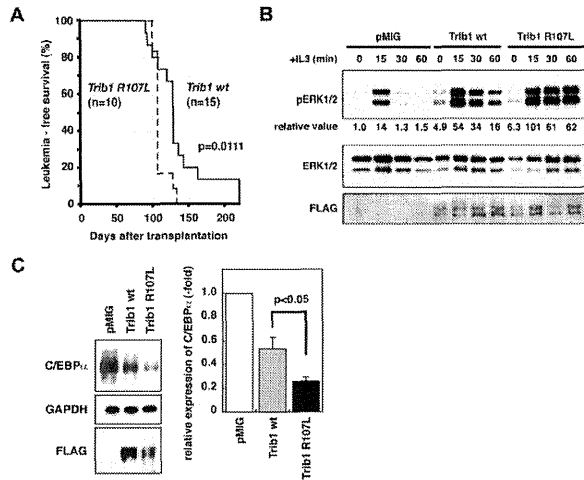 A
Leukemia - free survival (%)
100
80
60
40
20
0
Trib1 R107L
(n=10)
Trib1 wt
(n=15)
p=0.0111
0 50 100 150 200
Days after transplantation
B
pMIG Trib1 wt Trib1 R107L
+IL3 (min) 0 15 30 60 0 15 30 60 0 15 30 60
pERK1/2
relative value 1.0 14 1.3 1.5 4.9 54 34 16 6.3 101 61 62
ERK1/2
FLAG
C
pMIG
Trib1 wt
Trib1 R107L
C/EBPα
GAPDH
FLAG
relative expression of C/EBPα (-fold)
1.0
0.8
0.6
0.4
0.2
0
p<0.05
pMIG
Trib1 wt
Trib1 R107L